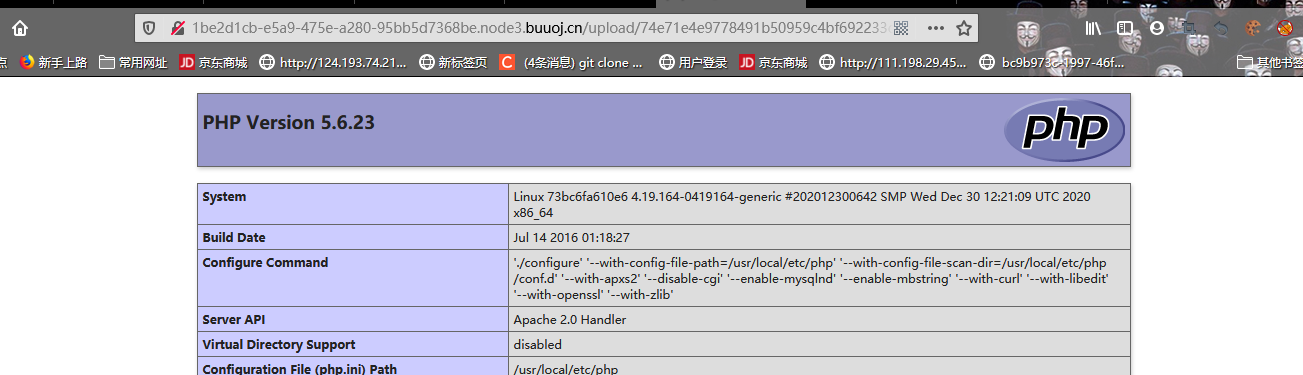 1be2d1cb-e5a9-475e-a280-95bb5d7368be.node3.buuoj.cn/upload/74e71e4e9778491b50959c4bf692233
点 新手上路 常用网址 JD 京东商城 http://124.193.74.21... 新标签页 C (4条消息) git clone ... 用户登录 JD 京东商城 http://111.198.29.45... bc9b973c-1997-46f... 其他书签
PHP Version 5.6.23
php
System
Linux 73bc6fa610e6 4.19.164-0419164-generic #202012300642 SMP Wed Dec 30 12:21:09 UTC 2020
x86_64
Build Date
Jul 14 2016 01:18:27
Configure Command
'./configure' '--with-config-file-path=/usr/local/etc/php' '--with-config-file-scan-dir=/usr/local/etc/php
/conf.d' '--with-apxs2' '--disable-cgi' '--enable-mysqlnd' '--enable-mbstring' '--with-curl' '--with-libedit'
'--with-openssl' '--with-zlib'
Server API
Apache 2.0 Handler
Virtual Directory Support
disabled
Configuration File (php.ini) Path
/usr/local/etc/php